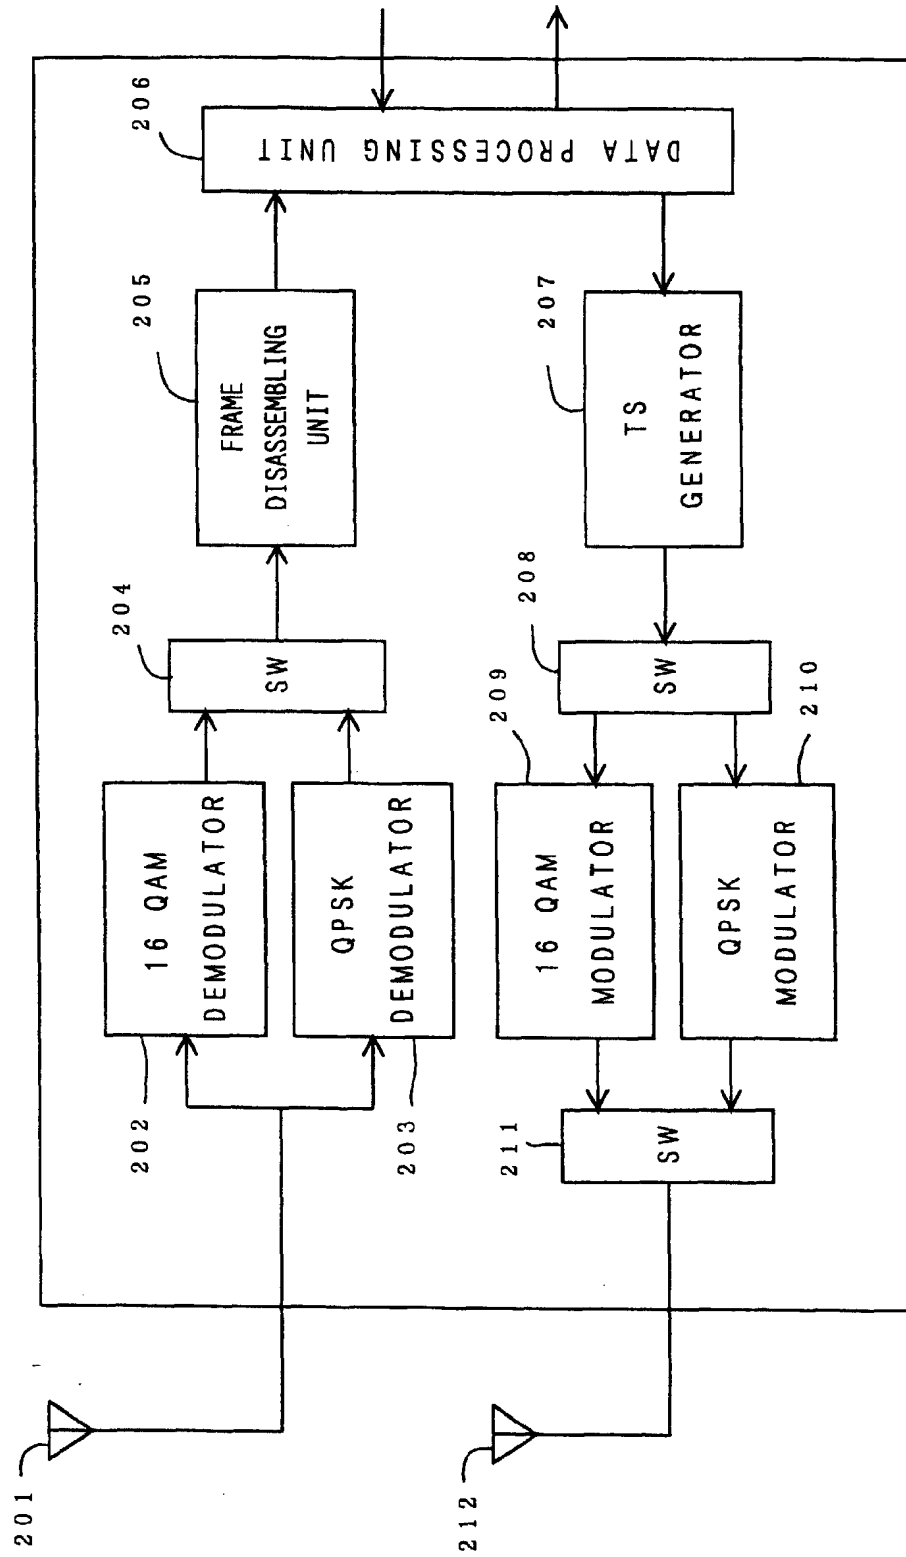 201
202
16 QAM
DEMODULATOR
203
QPSK
DEMODULATOR
204
SW
205
FRAME
DISASSEMBLING
UNIT
206
DATA PROCESSING UNIT
207
TS
GENERATOR
208
SW
209
16 QAM
MODULATOR
210
QPSK
MODULATOR
211
SW
212